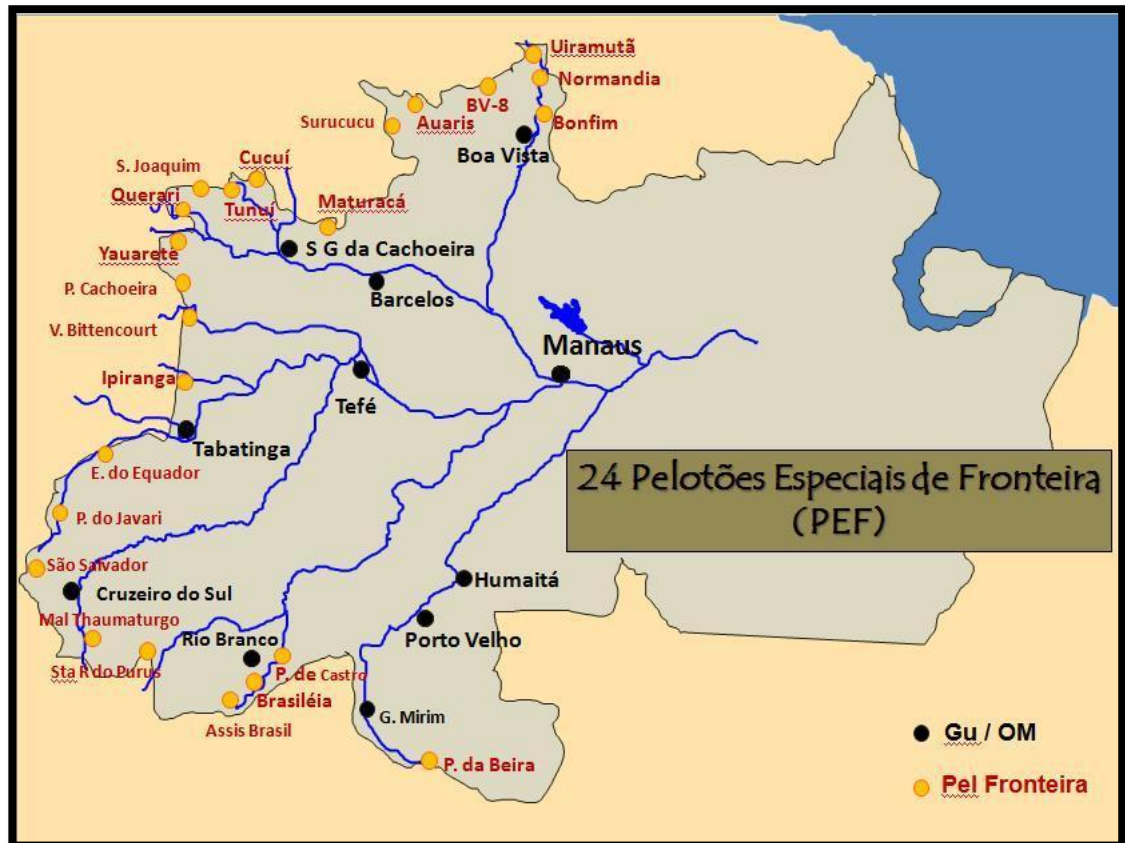 Uiramutã
Normandia
BV-8
Auaris
Surucucu
Bonfim
Boa Vista
Cucuí
S. Joaquim
Querari
Tunuí
Maturacá
Yauaretê
S G da Cachoeira
P. Cachoeira
Barcelos
V. Bittencourt
Manaus
Ipiranga
Tefé
Tabatinga
E. do Equador
24 Pelotões Especiais de Fronteira
(PEF)
P. do Javari
São Salvador
Humaitá
Cruzeiro do Sul
Mal Thaumaturgo
Rio Branco
Porto Velho
Sta R do Purus
P. de Castro
Brasiléia
Assis Brasil
G. Mirim
Gu / OM
P. da Beira
Pel Fronteira